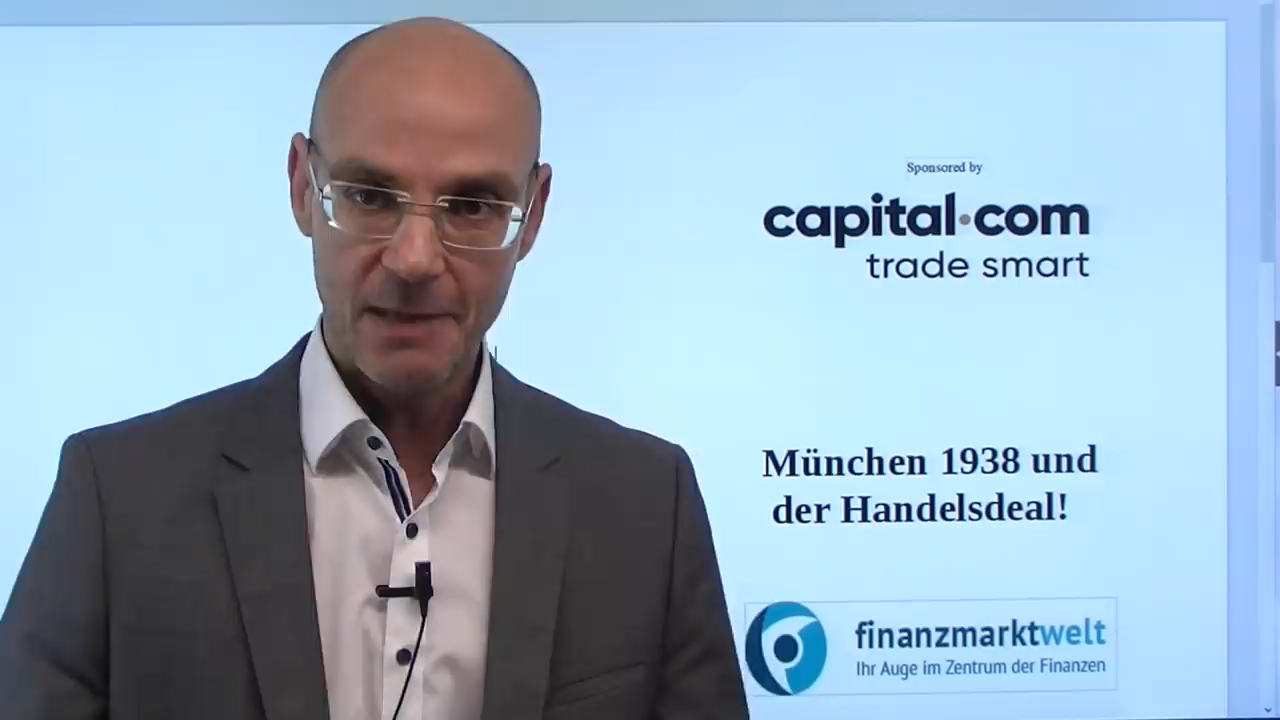 Sponsored by
capital.com
trade smart
München 1938 und
der Handelsdeal!
finanzmarktwelt
Ihr Auge im Zentrum der Finanzen